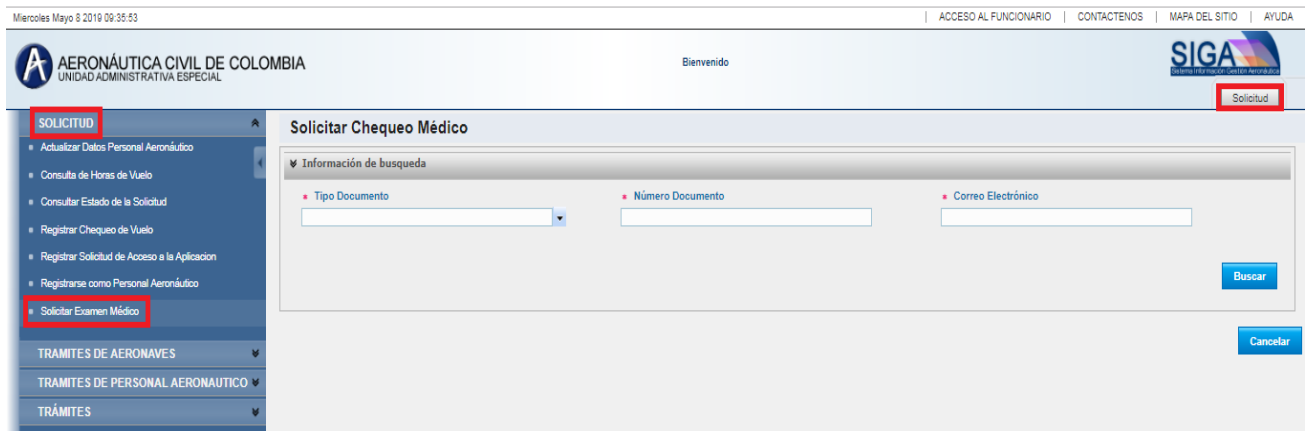 Miercoles Mayo 8 2019 09:35:53
ACCESO AL FUNCIONARIO | CONTACTENOS | MAPA DEL SITIO | AYUDA
AERONÁUTICA CIVIL DE COLOMBIA
UNIDAD ADMINISTRATIVA ESPECIAL
Bienvenido
SIGA
Sistema Información Gestión Aeronáutica
Solicitud
SOLICITUD
Actualizar Datos Personal Aeronáutico
Consulta de Horas de Vuelo
Consultar Estado de la Solicitud
Registrar Chequeo de Vuelo
Registrar Solicitud de Acceso a la Aplicacion
Registrarse como Personal Aeronáutico
Solicitar Examen Médico
TRAMITES DE AERONAVES
TRAMITES DE PERSONAL AERONAUTICO
TRÁMITES
Solicitar Chequeo Médico
Información de busqueda
* Tipo Documento
* Número Documento
* Correo Electrónico
Buscar
Cancelar